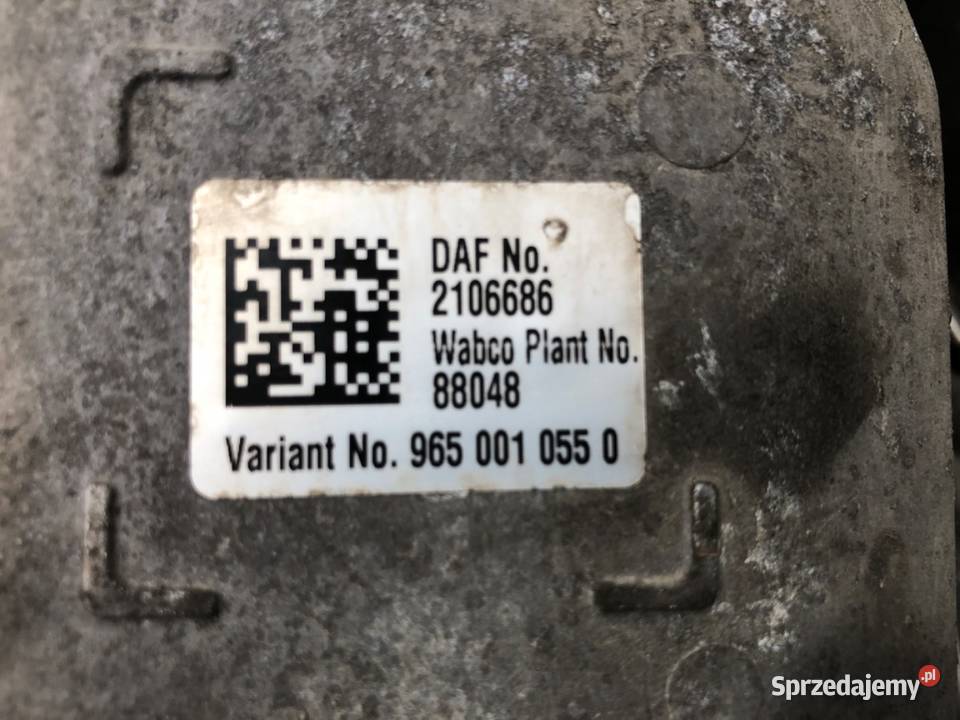 DAF No.
2106686
Wabco Plant No.
88048
Variant No. 965 001 055 0
Sprzedajemy.pl